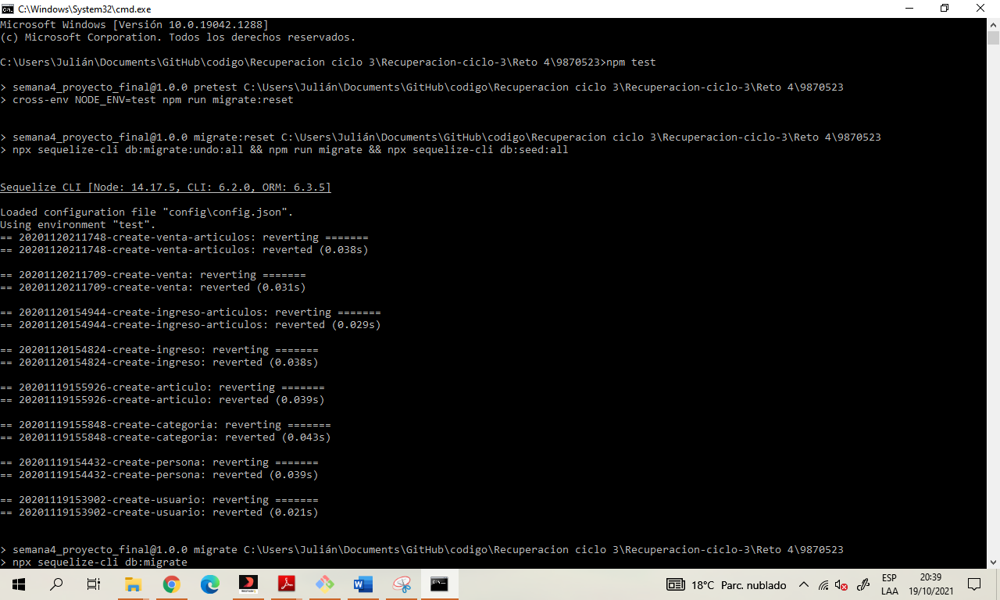 C:\Windows\System32\cmd.exe
Microsoft Windows [Versión 10.0.19042.1288]
(c) Microsoft Corporation. Todos los derechos reservados.
C:\Users\Julián\Documents\GitHub\codigo\Recuperacion ciclo 3\Recuperacion-ciclo-3\Reto 4\9870523>npm test
> semana4_proyecto_final@1.0.0 pretest C:\Users\Julián\Documents\GitHub\codigo\Recuperacion ciclo 3\Recuperacion-ciclo-3\Reto 4\9870523
> cross-env NODE_ENV=test npm run migrate:reset
> semana4_proyecto_final@1.0.0 migrate:reset C:\Users\Julián\Documents\GitHub\codigo\Recuperacion ciclo 3\Recuperacion-ciclo-3\Reto 4\9870523
> npx sequelize-cli db:migrate:undo:all && npm run migrate && npx sequelize-cli db:seed:all
Sequelize CLI [Node: 14.17.5, CLI: 6.2.0, ORM: 6.3.5]
Loaded configuration file "config\config.json".
Using environment "test".
== 20201120211748-create-venta-articulos: reverting =======
== 20201120211748-create-venta-articulos: reverted (0.038s)
== 20201120211709-create-venta: reverting =======
== 20201120211709-create-venta: reverted (0.031s)
== 20201120154944-create-ingreso-articulos: reverting =======
== 20201120154944-create-ingreso-articulos: reverted (0.029s)
== 20201120154824-create-ingreso: reverting =======
== 20201120154824-create-ingreso: reverted (0.038s)
== 20201119155926-create-articulo: reverting =======
== 20201119155926-create-articulo: reverted (0.039s)
== 20201119155848-create-categoria: reverting =======
== 20201119155848-create-categoria: reverted (0.043s)
== 20201119154432-create-persona: reverting =======
== 20201119154432-create-persona: reverted (0.039s)
== 20201119153902-create-usuario: reverting =======
== 20201119153902-create-usuario: reverted (0.021s)
> semana4_proyecto_final@1.0.0 migrate C:\Users\Julián\Documents\GitHub\codigo\Recuperacion ciclo 3\Recuperacion-ciclo-3\Reto 4\9870523
> npx sequelize-cli db:migrate
18°C Parc. nublado
ESP
LAA
20:39
19/10/2021